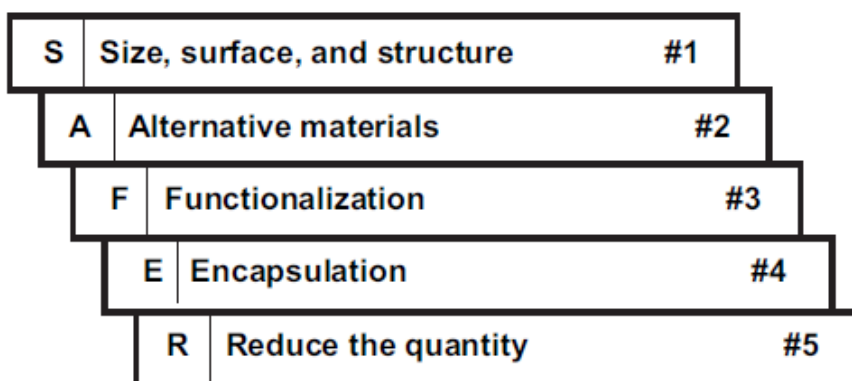 S Size, surface, and structure #1
A Alternative materials #2
F Functionalization #3
E Encapsulation #4
R Reduce the quantity #5